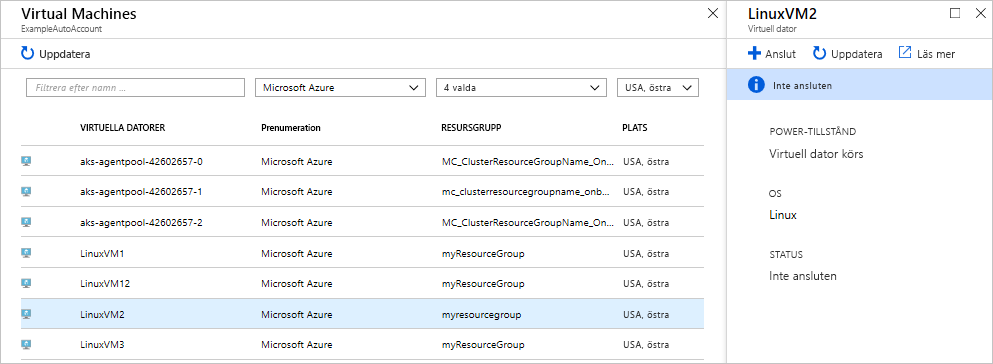 Virtual Machines
ExampleAutoAccount
Uppdatera
Filtrera efter namn ...
Microsoft Azure
4 valda
USA, östra
VIRTUELLA DATORER Prenumeration RESURSGRUPP PLATS
aks-agentpool-42602657-0 Microsoft Azure MC_ClusterResourceGroupName_On... USA, östra
aks-agentpool-42602657-1 Microsoft Azure mc_clusterresourcegroupname_onb... USA, östra
aks-agentpool-42602657-2 Microsoft Azure MC_ClusterResourceGroupName_On... USA, östra
LinuxVM1 Microsoft Azure myResourceGroup USA, östra
LinuxVM12 Microsoft Azure myResourceGroup USA, östra
LinuxVM2 Microsoft Azure myresourcegroup USA, östra
LinuxVM3 Microsoft Azure myResourceGroup USA, östra
LinuxVM2
Virtuell dator
Anslut Uppdatera Läs mer
Inte ansluten
POWER-TILLSTÅND
Virtuell dator körs
OS
Linux
STATUS
Inte ansluten